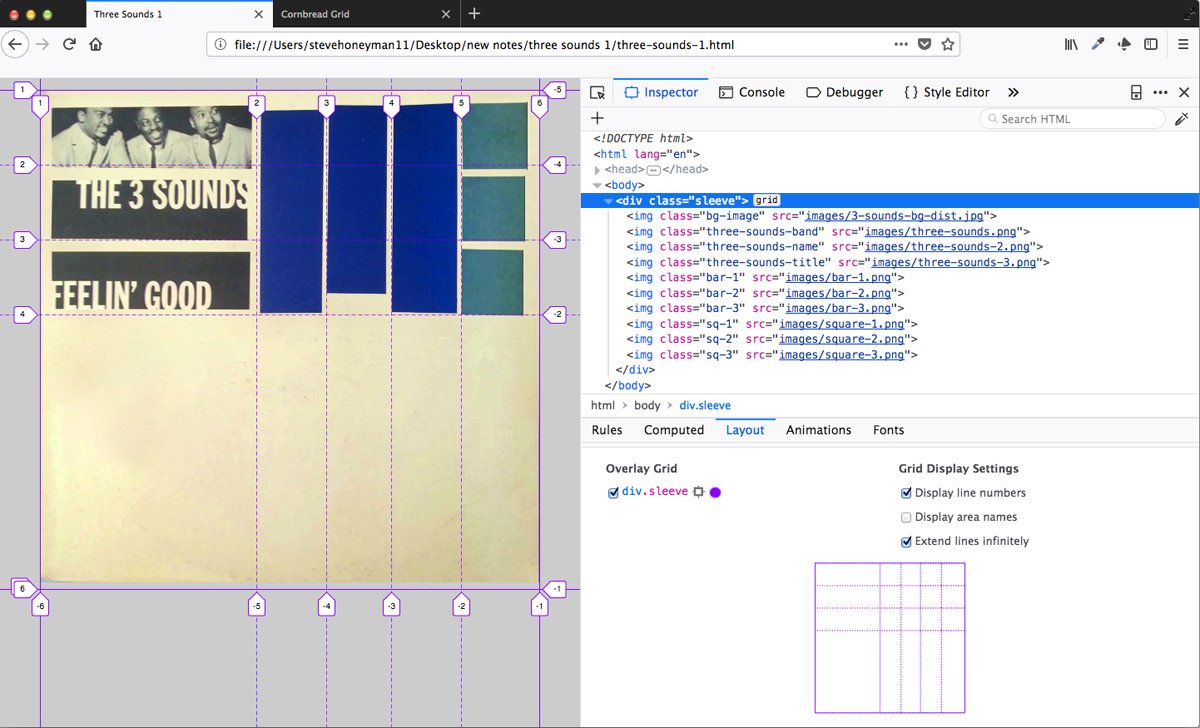 Three Sounds 1
Cornbread Grid
file:///Users/stevehoneyman11/Desktop/new notes/three sounds 1/three-sounds-1.html
1 -5
1 2 3 4 5 6
2 -4
THE 3 SOUNDS
3 -3
FEELIN' GOOD
4 -2
6 -1
-6 -5 -4 -3 -2 -1
Inspector Console Debugger { } Style Editor »
Search HTML
<!DOCTYPE html>
<html lang="en">
<head></head>
<body>
<div class="sleeve"> grid
<img class="bg-image" src="images/3-sounds-bg-dist.jpg">
<img class="three-sounds-band" src="images/three-sounds.png">
<img class="three-sounds-name" src="images/three-sounds-2.png">
<img class="three-sounds-title" src="images/three-sounds-3.png">
<img class="bar-1" src="images/bar-1.png">
<img class="bar-2" src="images/bar-2.png">
<img class="bar-3" src="images/bar-3.png">
<img class="sq-1" src="images/square-1.png">
<img class="sq-2" src="images/square-2.png">
<img class="sq-3" src="images/square-3.png">
</div>
</body>
html > body > div.sleeve
Rules Computed Layout Animations Fonts
Overlay Grid
div.sleeve
Grid Display Settings
Display line numbers
Display area names
Extend lines infinitely